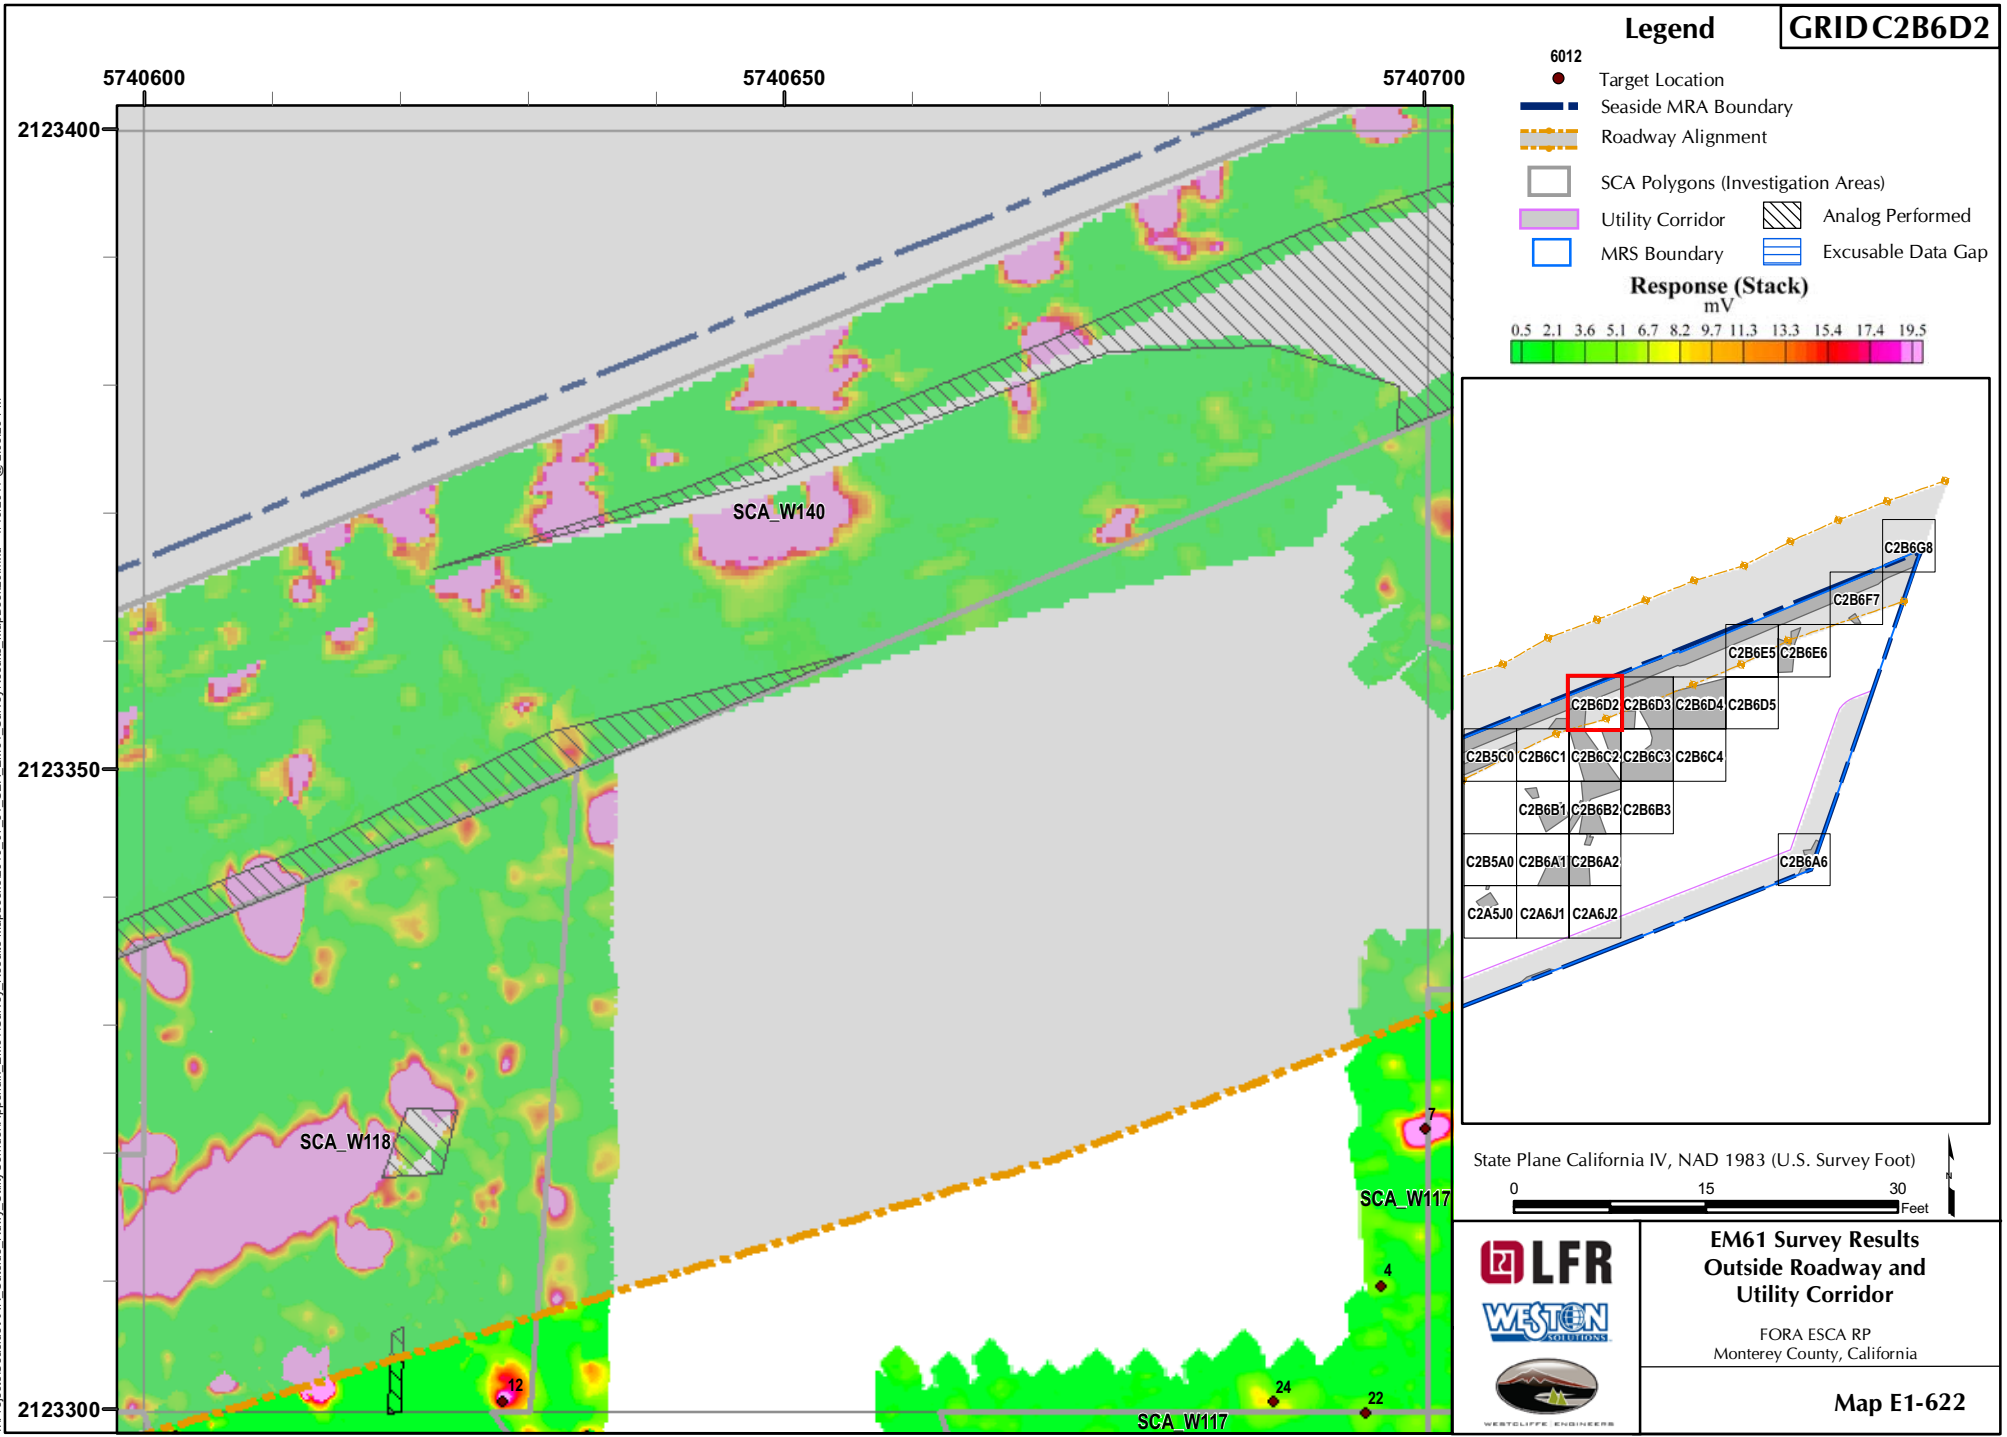 GRID C2B6D2
Legend
6012
Target Location
Seaside MRA Boundary
Roadway Alignment
SCA Polygons (Investigation Areas)
Utility Corridor
Analog Performed
MRS Boundary
Excusable Data Gap
Response (Stack)
mV
0.5 2.1 3.6 5.1 6.7 8.2 9.7 11.3 13.3 15.4 17.4 19.5
5740600 5740650 5740700
2123400
2123350
2123300
SCA_W140
SCA_W118
7
SCA_W117
4
12
24
22
SCA_W117
C2B6G8
C2B6F7
C2B6E5 C2B6E6
C2B6D2 C2B6D3 C2B6D4 C2B6D5
C2B5C0 C2B6C1 C2B6C2 C2B6C3 C2B6C4
C2B6B1 C2B6B2 C2B6B3
C2B5A0 C2B6A1 C2B6A2 C2B6A6
C2A5J0 C2A6J1 C2A6J2
State Plane California IV, NAD 1983 (U.S. Survey Foot)
N
0 15 30
Feet
LFR
WESTON
SOLUTIONS
WESTCLIFFE ENGINEERS
EM61 Survey Results
Outside Roadway and
Utility Corridor
FORA ESCA RP
Monterey County, California
Map E1-622